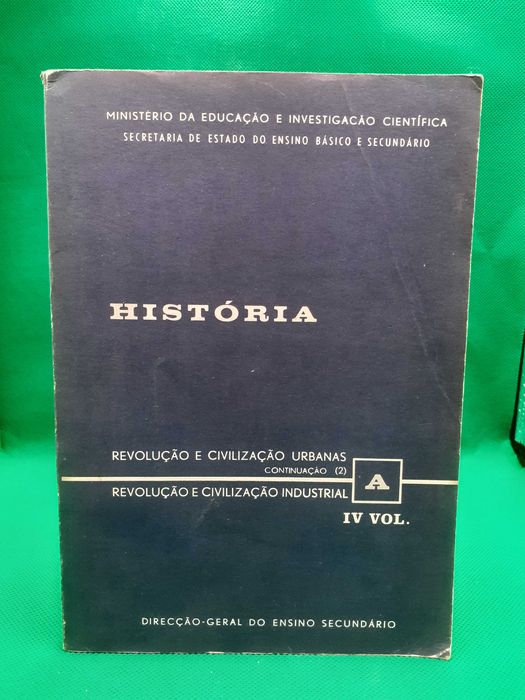 MINISTÉRIO DA EDUCAÇÃO E INVESTIGACÃO CIENTÍFICA
SECRETARIA DE ESTADO DO ENSINO BÁSICO E SECUNDÁRIO
HISTÓRIA
REVOLUÇÃO E CIVILIZAÇÃO URBANAS
CONTINUAÇÃO (2)
A
REVOLUÇÃO E CIVILIZAÇÃO INDUSTRIAL
IV VOL.
DIRECÇÃO-GERAL DO ENSINO SECUNDÁRIO